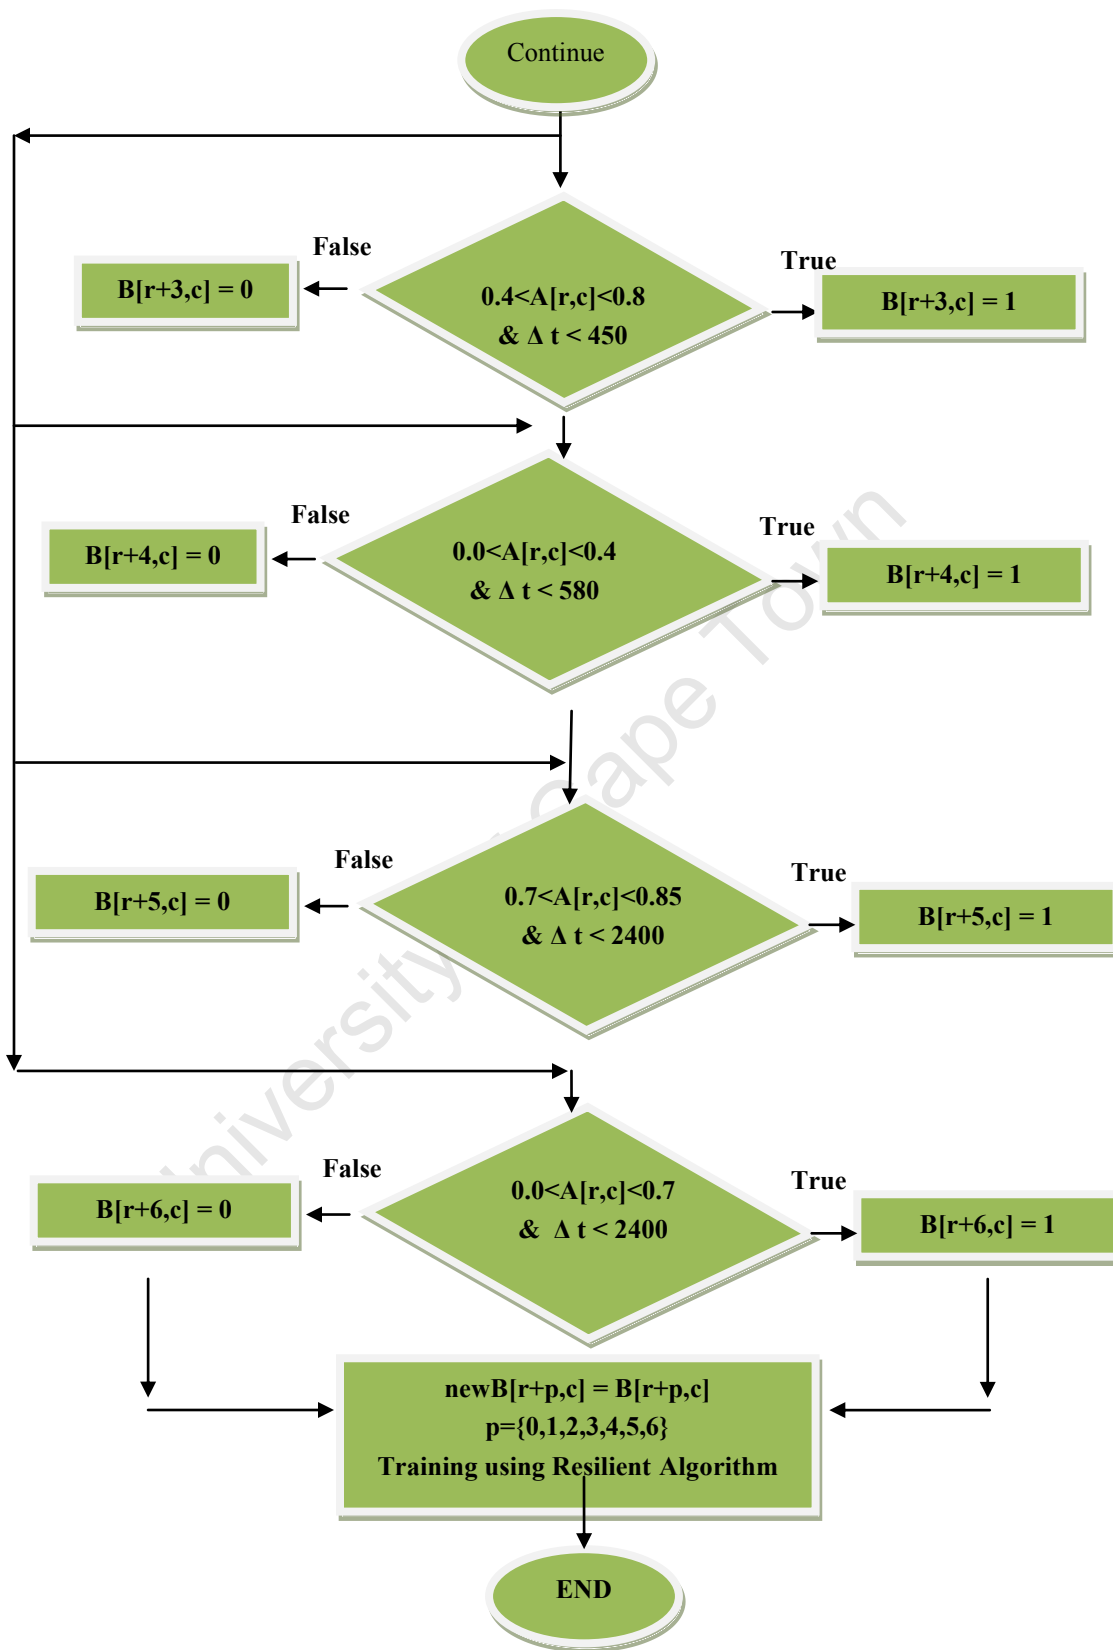 Continue
False
True
B[r+3,c] = 0
0.4<A[r,c]<0.8
& Δ t < 450
B[r+3,c] = 1
False
True
B[r+4,c] = 0
0.0<A[r,c]<0.4
& Δ t < 580
B[r+4,c] = 1
False
True
B[r+5,c] = 0
0.7<A[r,c]<0.85
& Δ t < 2400
B[r+5,c] = 1
False
True
B[r+6,c] = 0
0.0<A[r,c]<0.7
& Δ t < 2400
B[r+6,c] = 1
newB[r+p,c] = B[r+p,c]
p={0,1,2,3,4,5,6}
Training using Resilient Algorithm
END
University Cape Town